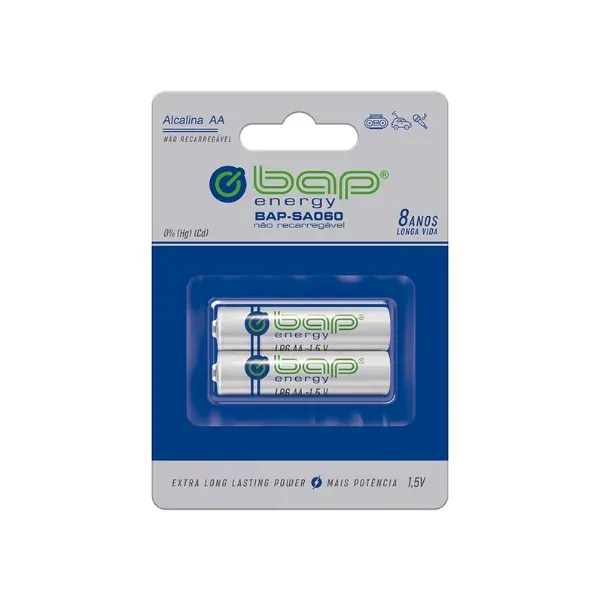 Alcalina AA
NÃO RECARREGÁVEL
bap®
energy
BAP-SA060
não recarregável
0% (Hg) (Cd)
8 ANOS
LONGA VIDA
bap®
energy
LR6 AA -1,5 V
bap®
energy
LR6 AA -1,5 V
EXTRA LONG LASTING POWER MAIS POTÊNCIA 1,5V